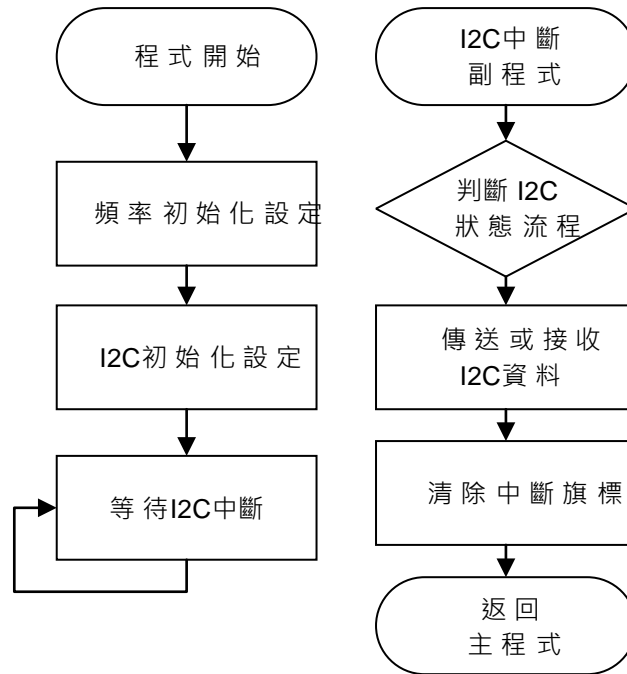 程式開始
頻率初始化設定
I2C初始化設定
等待I2C中斷
I2C中斷
副程式
判斷 I2C
狀態流程
傳送或接收
I2C資料
清除中斷旗標
返回
主程式